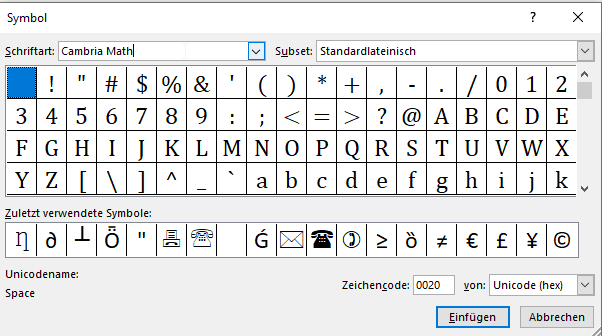 Symbol
Schriftart: Cambria Math Subset: Standardlateinisch
! " # $ % & ' ( ) * + , - . / 0 1 2
3 4 5 6 7 8 9 : ; < = > ? @ A B C D E
F G H I J K L M N O P Q R S T U V W X
Y Z [ \ ] ^ _ ` a b c d e f g h i j k
Zuletzt verwendete Symbole:
∂ ┴ Ȫ " 🖷 ☏ Ǵ 🖂 ☎ ✆ ≥ ȍ ≠ € £ ¥ ©
Unicodename:
Space
Zeichencode: 0020 von: Unicode (hex)
Einfügen Abbrechen